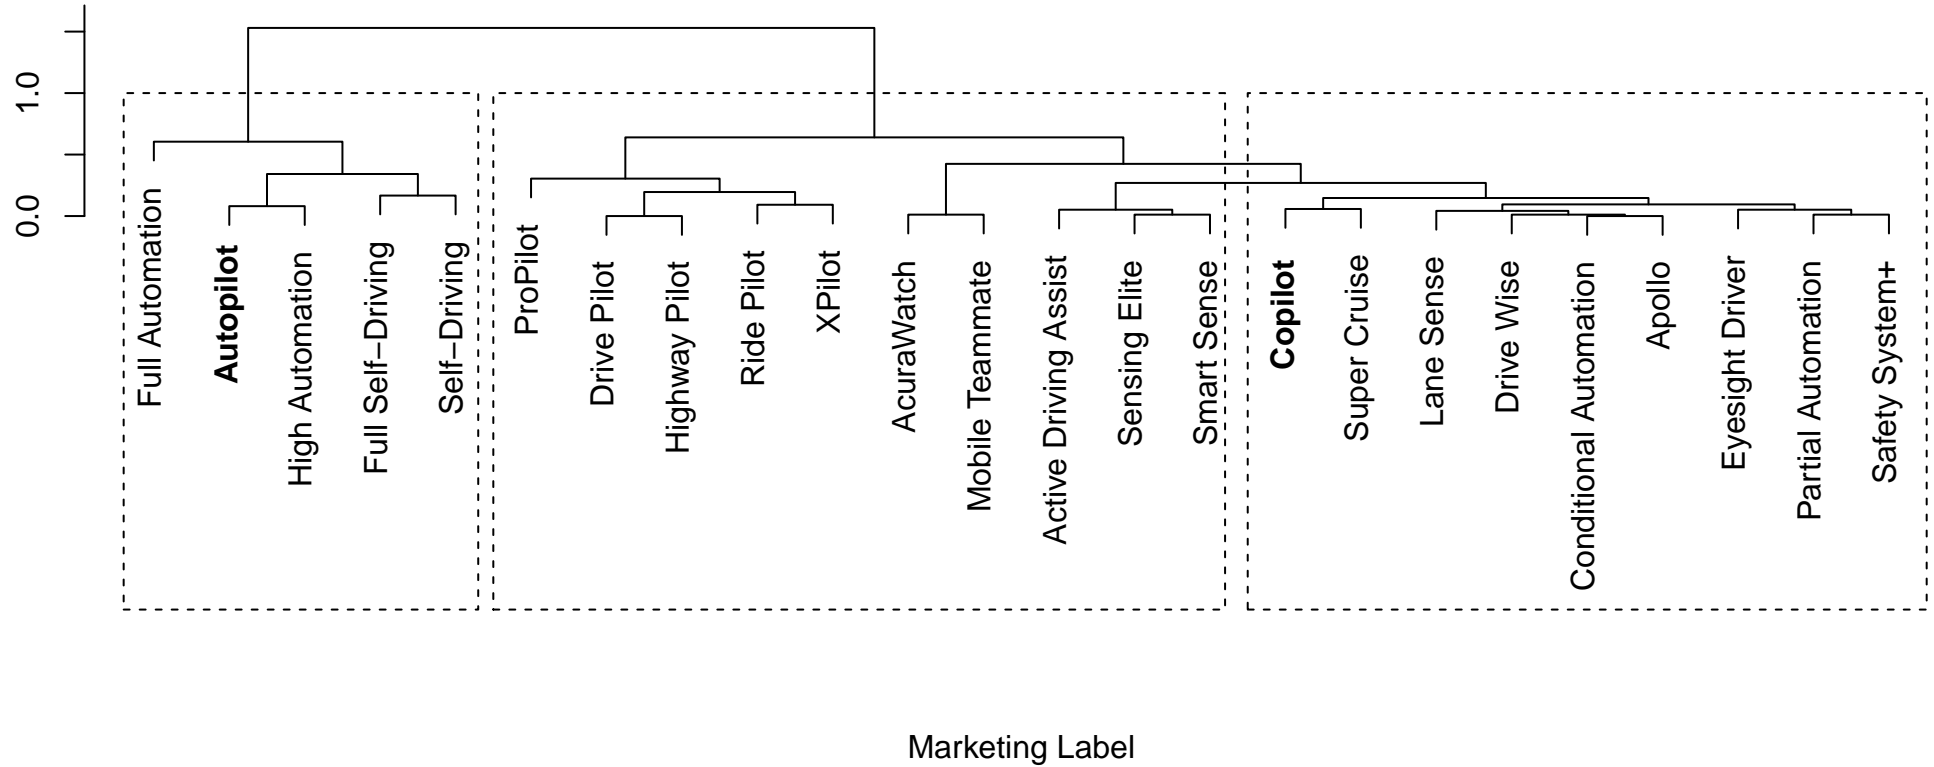 1.0
0.0
Full Automation
Autopilot
High Automation
Full Self−Driving
Self−Driving
ProPilot
Drive Pilot
Highway Pilot
Ride Pilot
XPilot
AcuraWatch
Mobile Teammate
Active Driving Assist
Sensing Elite
Smart Sense
Copilot
Super Cruise
Lane Sense
Drive Wise
Conditional Automation
Apollo
Eyesight Driver
Partial Automation
Safety System+
Marketing Label